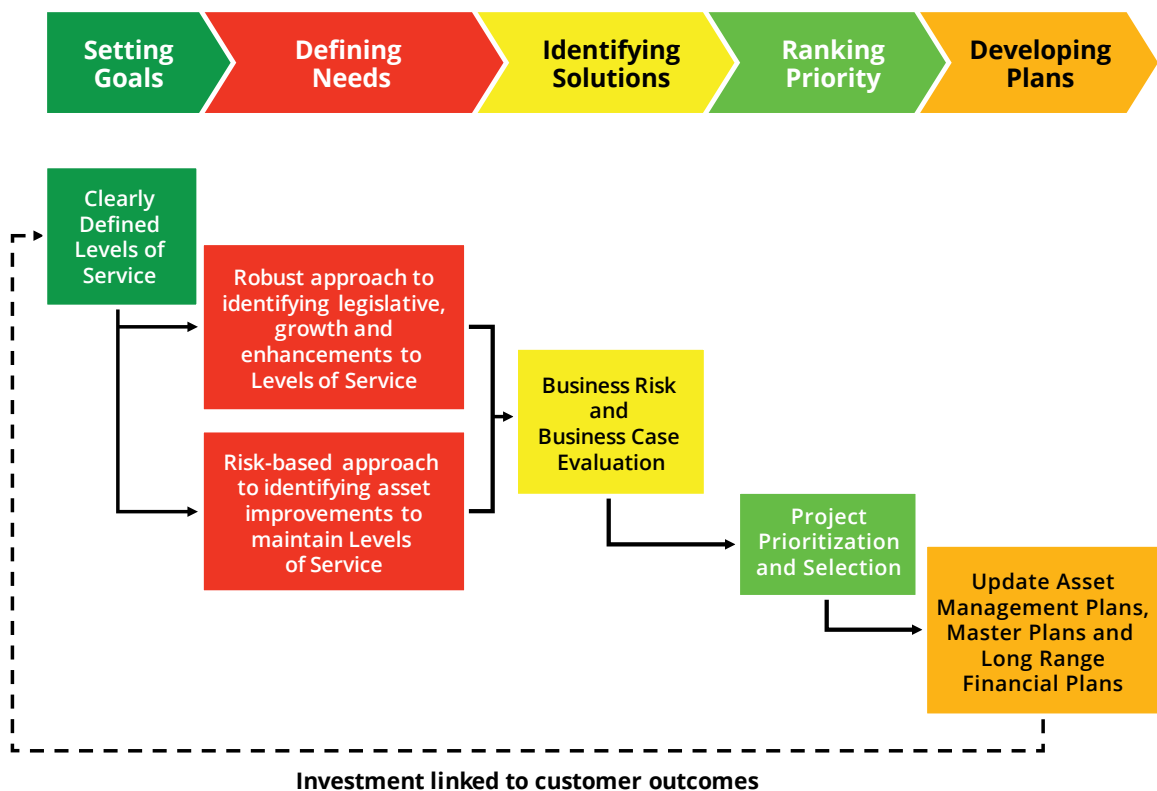 Setting
Goals
Defining
Needs
Identifying
Solutions
Ranking
Priority
Developing
Plans
Clearly
Defined
Levels of
Service
Robust approach to
identifying legislative,
growth and
enhancements to
Levels of Service
Risk-based approach
to identifying asset
improvements to
maintain Levels
of Service
Business Risk
and
Business Case
Evaluation
Project
Prioritization
and Selection
Update Asset
Management Plans,
Master Plans and
Long Range
Financial Plans
Investment linked to customer outcomes